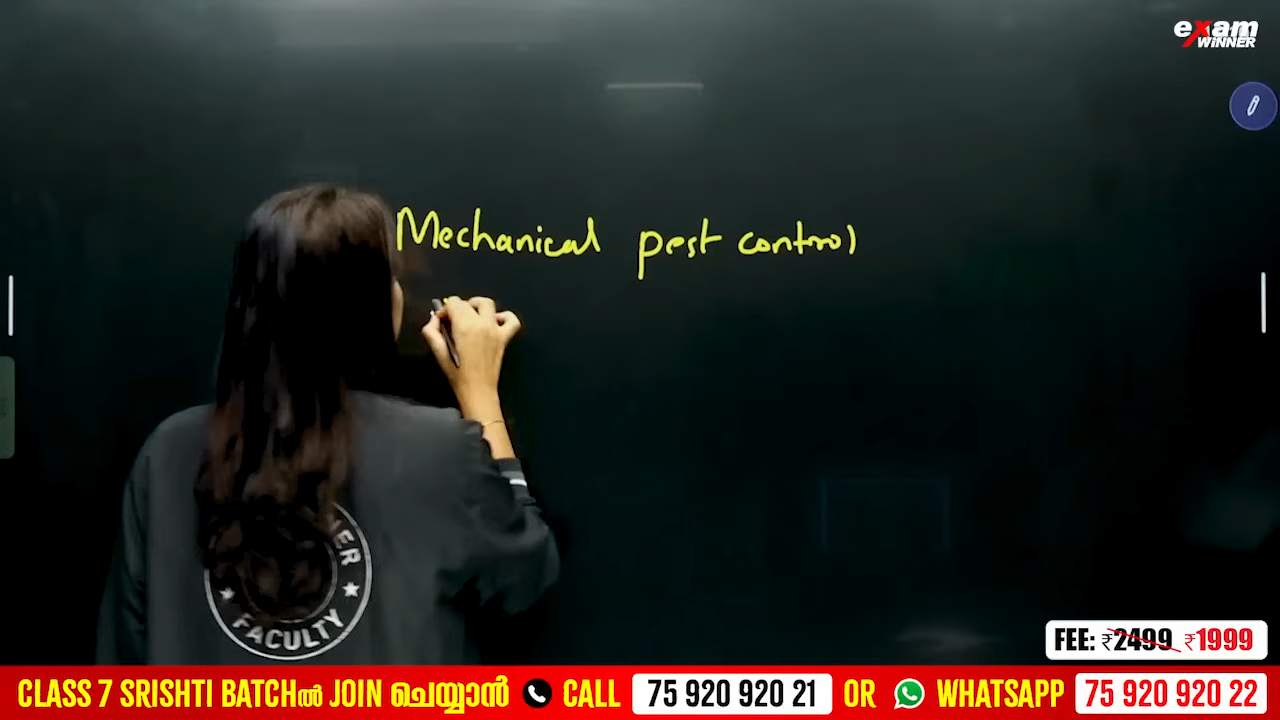 exam
WINNER
Mechanical pest control
NER
FACULTY
FEE: ₹2499 ₹1999
CLASS 7 SRISHTI BATCHൽ JOIN ചെയ്യാൻ CALL 75 920 920 21 OR WHATSAPP 75 920 920 22